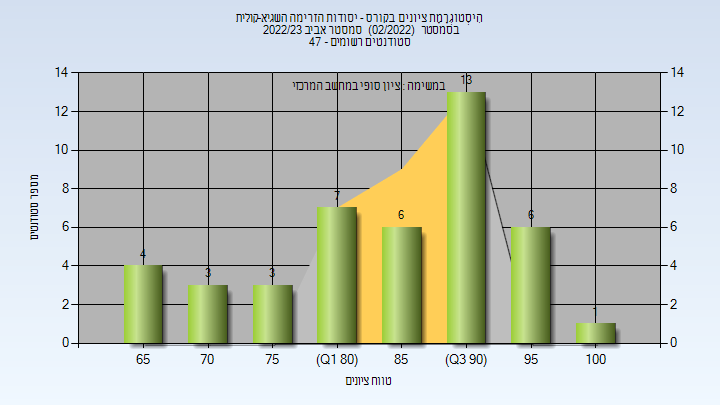 היסטוגרמת ציונים בקורס - יסודות הזרימה השגיא-קולית
בסמסטר (02/2022) סמסטר אביב 2022/23
סטודנטים רשומים - 47
במשימה : ציון סופי במחשב המרכזי
מספר סטודנטים
14 12 10 8 6 4 2 0
4 3 3 7 6 13 6 1
14 12 10 8 6 4 2 0
65 70 75 (Q1 80) 85 (Q3 90) 95 100
טווח ציונים